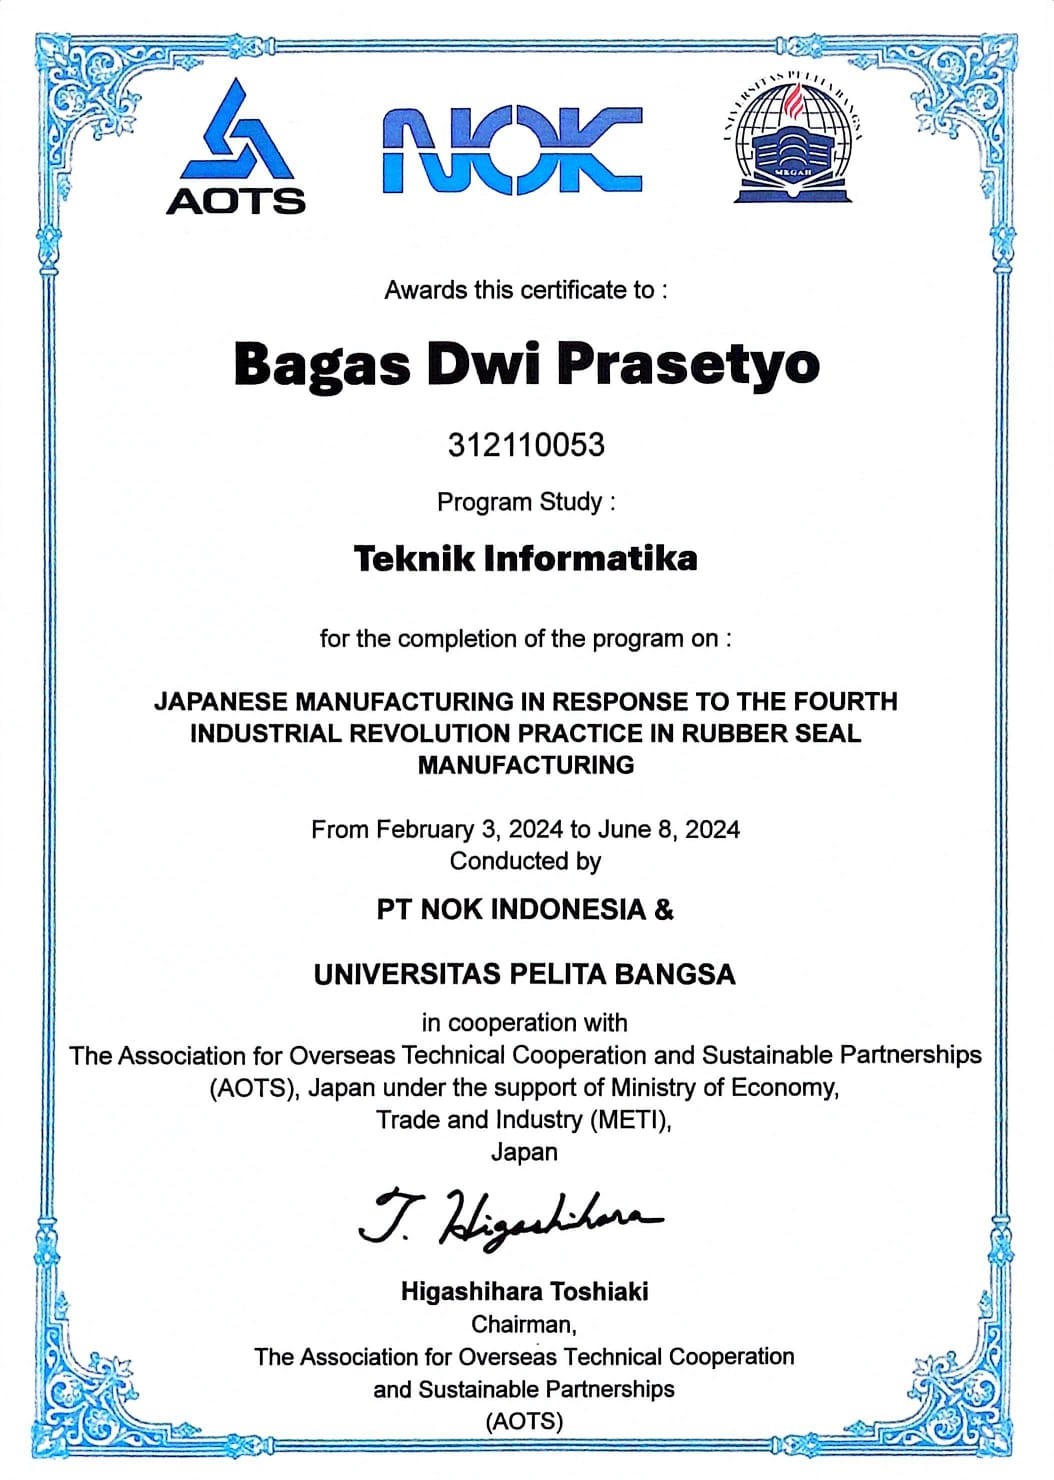 AOTS
NOK
UNIVERSITAS PELITA BANGSA
MEGAH
Awards this certificate to :
Bagas Dwi Prasetyo
312110053
Program Study :
Teknik Informatika
for the completion of the program on :
JAPANESE MANUFACTURING IN RESPONSE TO THE FOURTH
INDUSTRIAL REVOLUTION PRACTICE IN RUBBER SEAL
MANUFACTURING
From February 3, 2024 to June 8, 2024
Conducted by
PT NOK INDONESIA &
UNIVERSITAS PELITA BANGSA
in cooperation with
The Association for Overseas Technical Cooperation and Sustainable Partnerships
(AOTS), Japan under the support of Ministry of Economy,
Trade and Industry (METI),
Japan
T. Higashihara
Higashihara Toshiaki
Chairman,
The Association for Overseas Technical Cooperation
and Sustainable Partnerships
(AOTS)